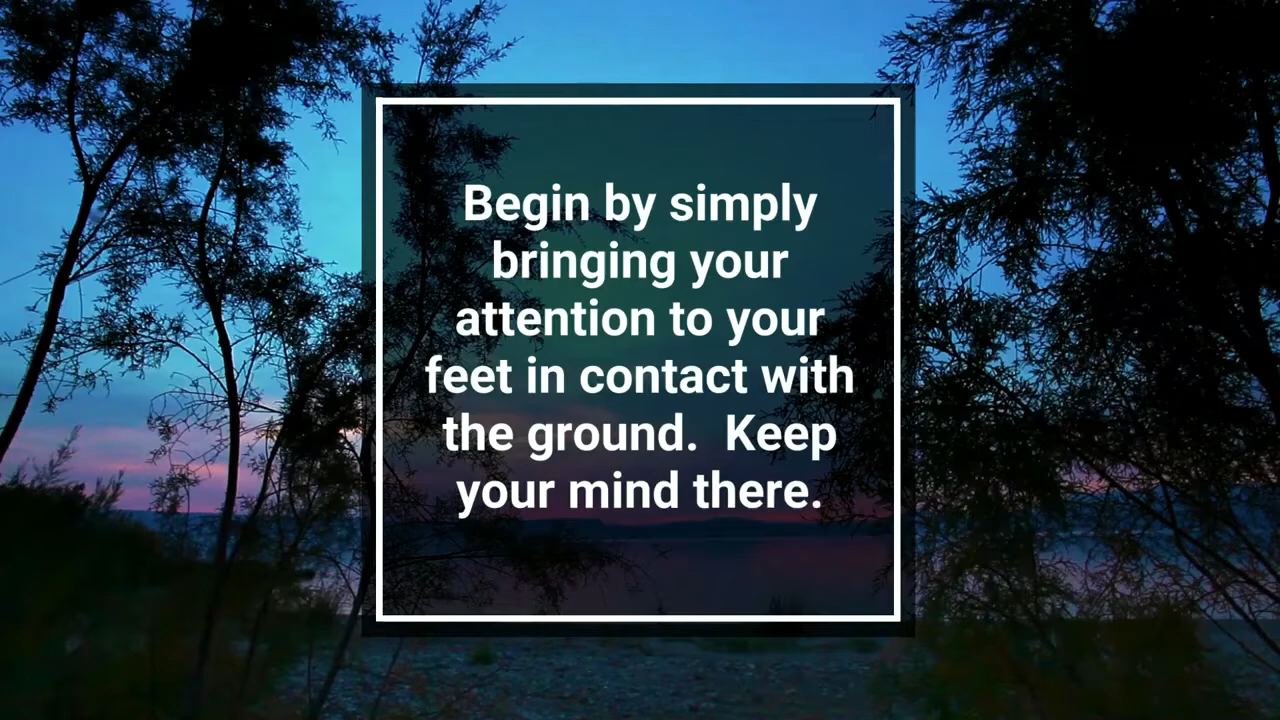 Begin by simply
bringing your
attention to your
feet in contact with
the ground.  Keep
your mind there.